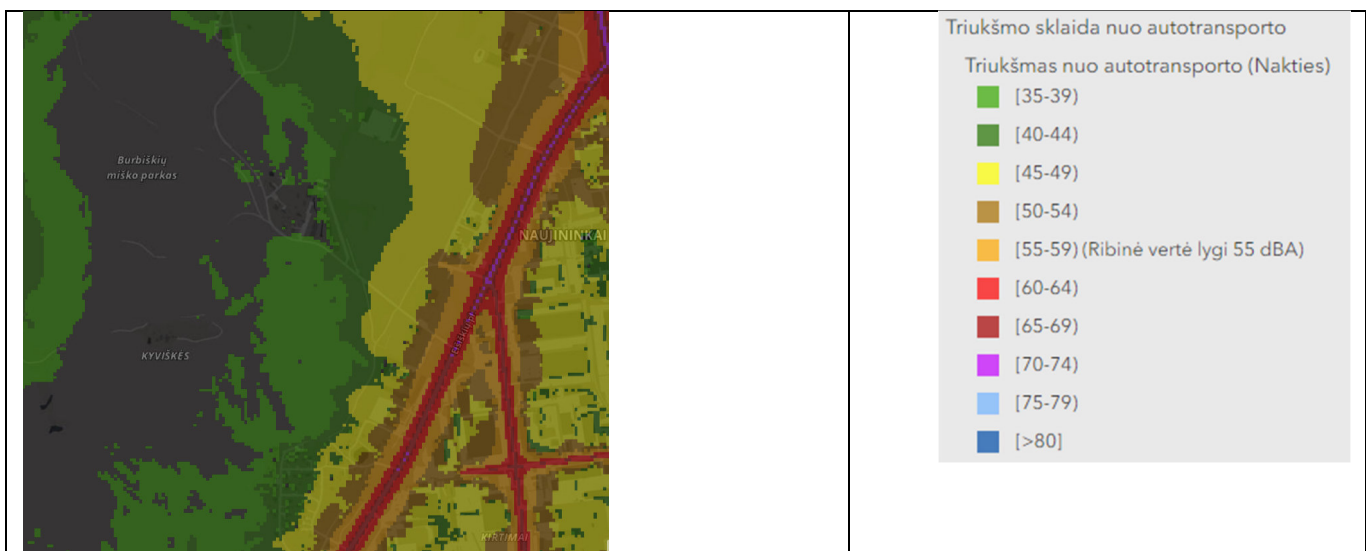 Burbiškių
miško parkas
NAUJININKAI
KYVIŠKĖS
KIRTIMAI
Triukšmo sklaida nuo autotransporto
Triukšmas nuo autotransporto (Nakties)
[35-39)
[40-44)
[45-49)
[50-54)
[55-59) (Ribinė vertė lygi 55 dBA)
[60-64)
[65-69)
[70-74)
[75-79)
[>80]